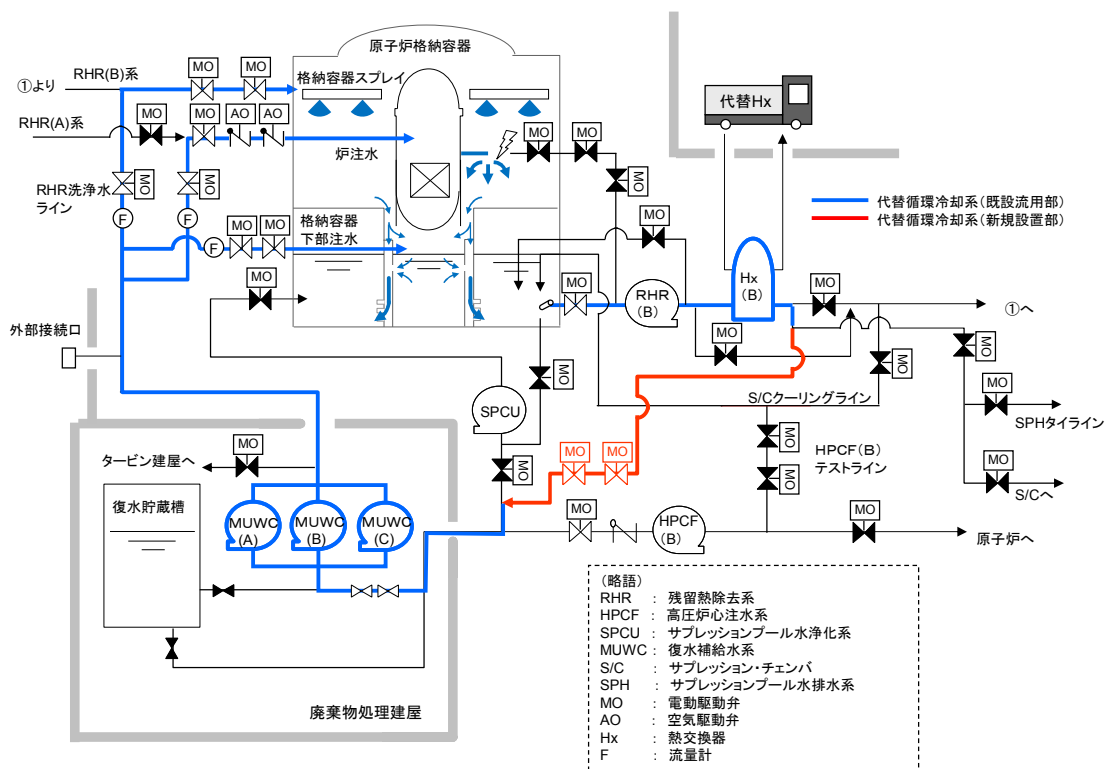 原子炉格納容器
①より
RHR(B)系
MO
MO
格納容器スプレイ
代替Hx
RHR(A)系
MO
MO
AO
AO
MO
MO
炉注水
RHR洗浄水
ライン
MO
MO
MO
代替循環冷却系(既設流用部)
代替循環冷却系(新規設置部)
F
F
F
MO
MO
格納容器
下部注水
MO
MO
MO
RHR
(B)
Hx
(B)
MO
①へ
外部接続口
MO
MO
MO
MO
S/Cクーリングライン
MO
SPHタイライン
SPCU
MO
HPCF(B)
テストライン
タービン建屋へ
MO
MO
MO
MO
MO
MO
S/Cへ
復水貯蔵槽
MUWC
(A)
MUWC
(B)
MUWC
(C)
MO
HPCF
(B)
MO
原子炉へ
廃棄物処理建屋
(略語)
RHR : 残留熱除去系
HPCF : 高圧炉心注水系
SPCU : サプレッションプール水浄化系
MUWC : 復水補給水系
S/C : サプレッション・チェンバ
SPH : サプレッションプール水排水系
MO : 電動駆動弁
AO : 空気駆動弁
Hx : 熱交換器
F : 流量計